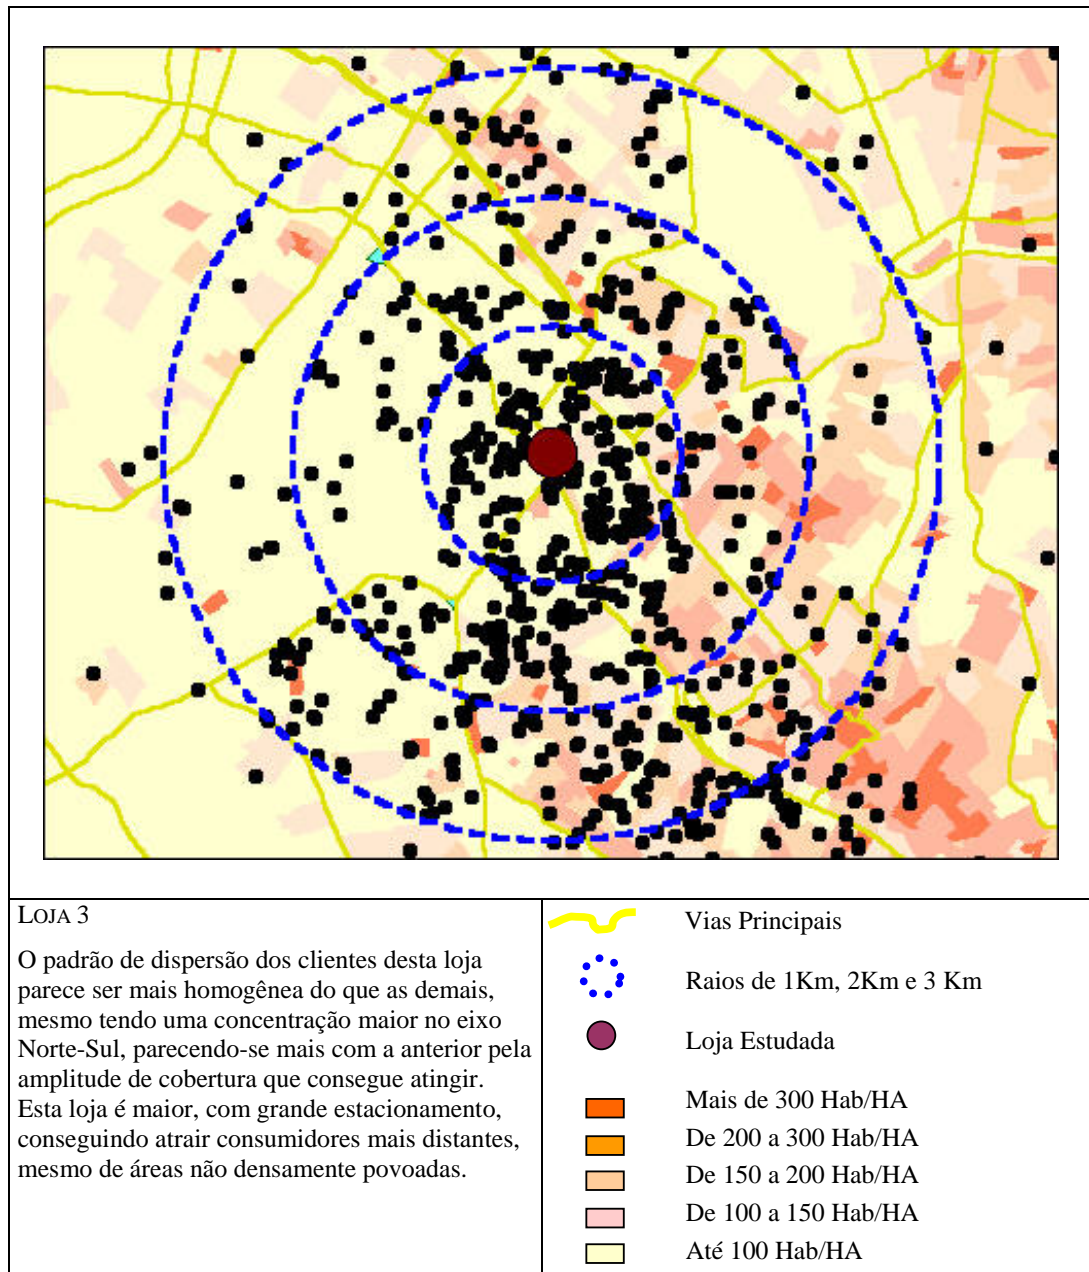 LOJA 3
O padrão de dispersão dos clientes desta loja
parece ser mais homogênea do que as demais,
mesmo tendo uma concentração maior no eixo
Norte-Sul, parecendo-se mais com a anterior pela
amplitude de cobertura que consegue atingir.
Esta loja é maior, com grande estacionamento,
conseguindo atrair consumidores mais distantes,
mesmo de áreas não densamente povoadas.
Vias Principais
Raios de 1Km, 2Km e 3 Km
Loja Estudada
Mais de 300 Hab/HA
De 200 a 300 Hab/HA
De 150 a 200 Hab/HA
De 100 a 150 Hab/HA
Até 100 Hab/HA